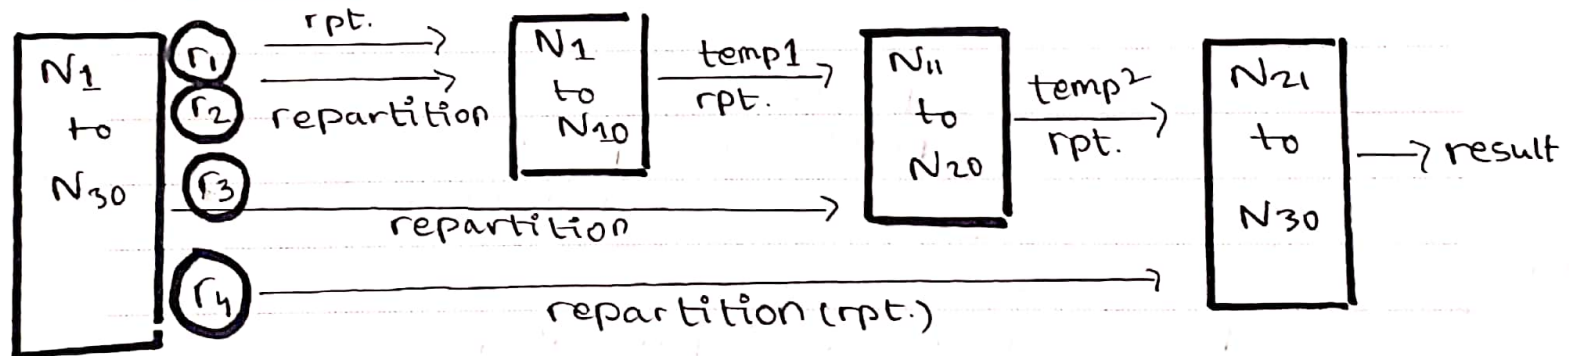 N1
to
N30
r1
r2
r3
r4
rpt.
repartition
N1
to
N10
temp1
rpt.
N11
to
N20
temp2
rpt.
N21
to
N30
result
repartition
repartition (rpt.)